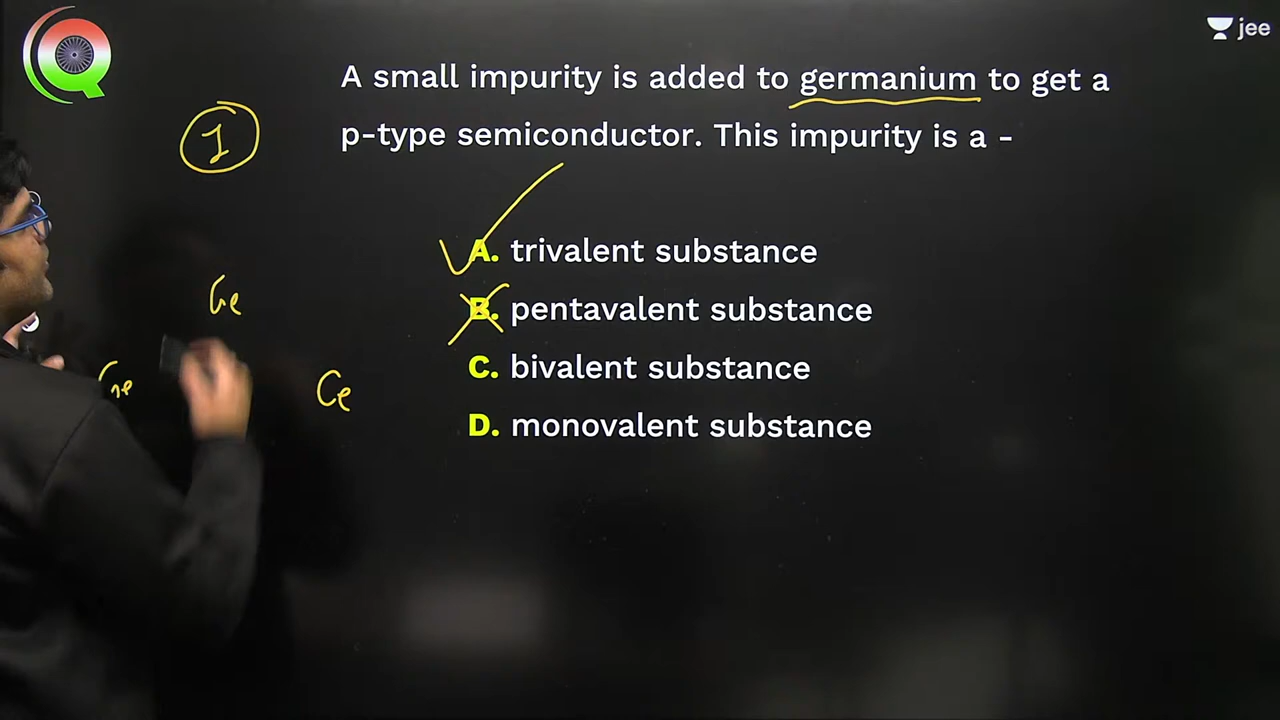 jee
A small impurity is added to germanium to get a
p-type semiconductor. This impurity is a -
1
A. trivalent substance
B. pentavalent substance
C. bivalent substance
D. monovalent substance
Ge
Ge
Ge